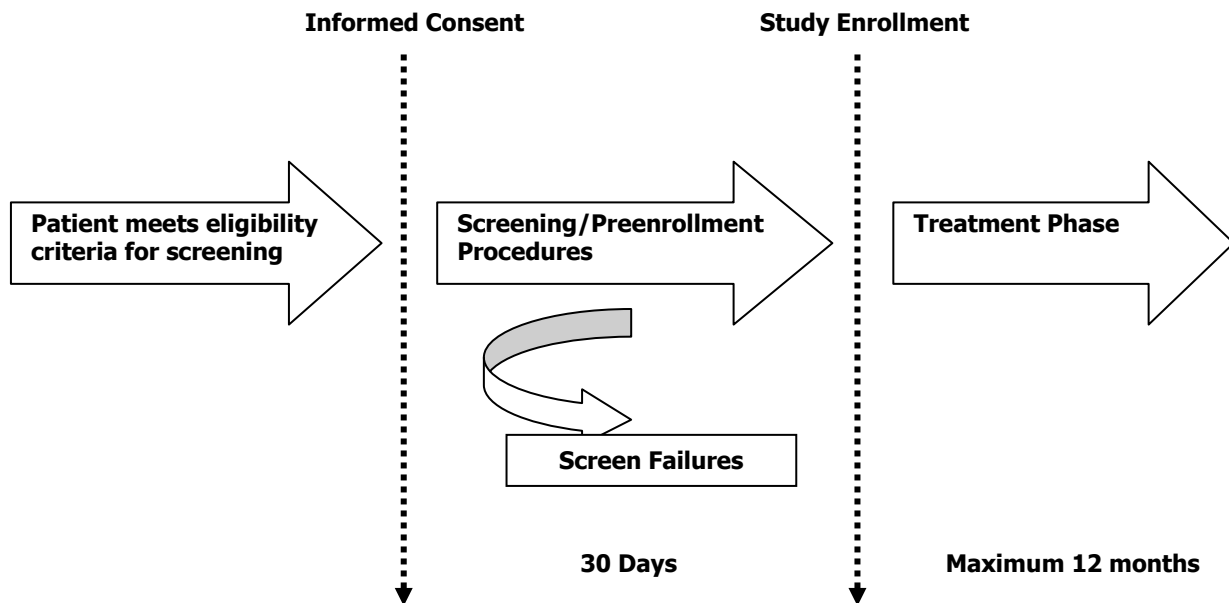 Informed Consent
Study Enrollment
Patient meets eligibility
criteria for screening
Screening/Preenrollment
Procedures
Treatment Phase
Screen Failures
30 Days
Maximum 12 months